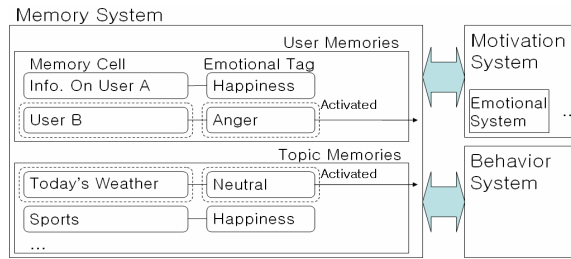 Memory System
User Memories
Memory Cell Emotional Tag
Info. On User A Happiness
User B Anger Activated
Topic Memories
Today's Weather Neutral Activated
Sports Happiness
...
Motivation
System
Emotional
System ..
Behavior
System